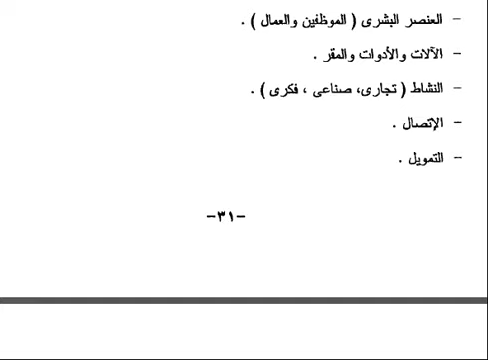 - العنصر البشرى ( الموظفين والعمال ) .
- الآلات والأدوات والمقر .
- النشاط ( تجارى، صناعى ، فكرى ) .
- الإتصال .
- التمويل .
-٣١-